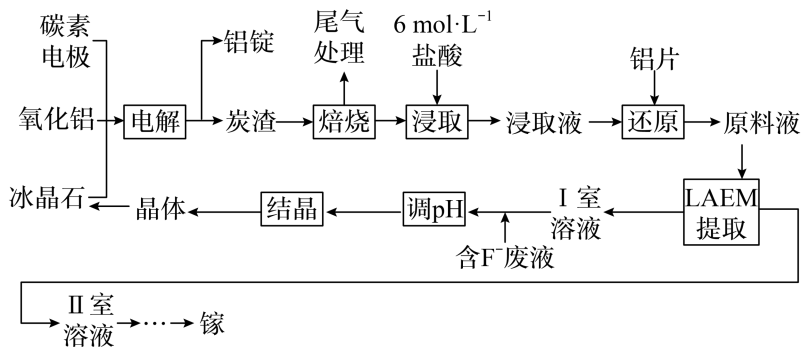 碳素
电极
铝锭
尾气
处理
6 mol·L⁻¹
盐酸
铝片
氧化铝
电解
炭渣
焙烧
浸取
浸取液
还原
原料液
冰晶石
晶体
结晶
调pH
Ⅰ室
溶液
LAEM
提取
含F⁻废液
Ⅱ室
溶液
···
镓